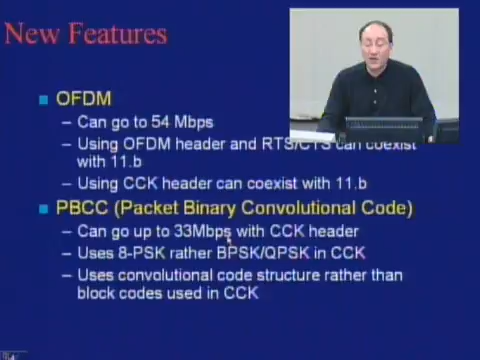 New Features
OFDM
– Can go to 54 Mbps
– Using OFDM header and RTS/CTS can coexist
with 11.b
– Using CCK header can coexist with 11.b
PBCC (Packet Binary Convolutional Code)
– Can go up to 33Mbps with CCK header
– Uses 8-PSK rather BPSK/QPSK in CCK
– Uses convolutional code structure rather than
block codes used in CCK